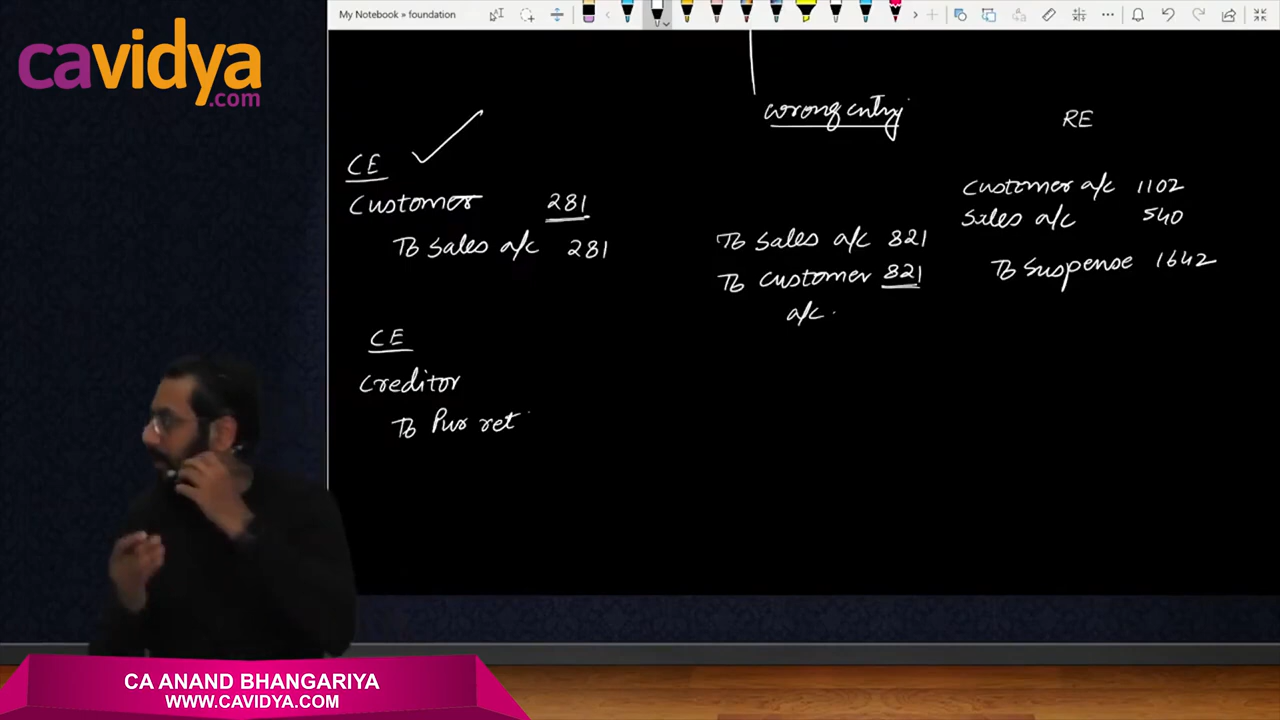 cavidya
.com
My Notebook » foundation
wrong entry
RE
CE
Customer 281
To Sales a/c 281
To Sales a/c 821
To customer 821
a/c.
Customer a/c 1102
Sales a/c 540
To Suspense 1642
CE
Creditor
To Pur ret
CA ANAND BHANGARIYA
WWW.CAVIDYA.COM